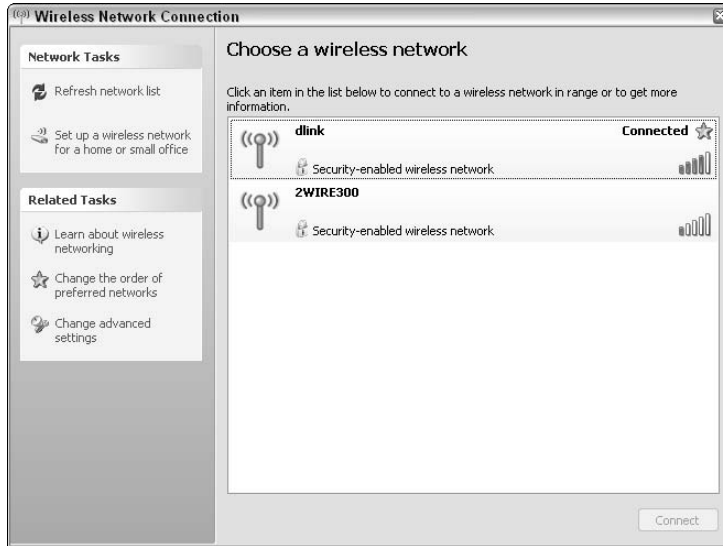 Wireless Network Connection
Network Tasks
Refresh network list
Set up a wireless network
for a home or small office
Related Tasks
Learn about wireless
networking
Change the order of
preferred networks
Change advanced
settings
Choose a wireless network
Click an item in the list below to connect to a wireless network in range or to get more
information.
dlink
Connected
Security-enabled wireless network
2WIRE300
Security-enabled wireless network
Connect